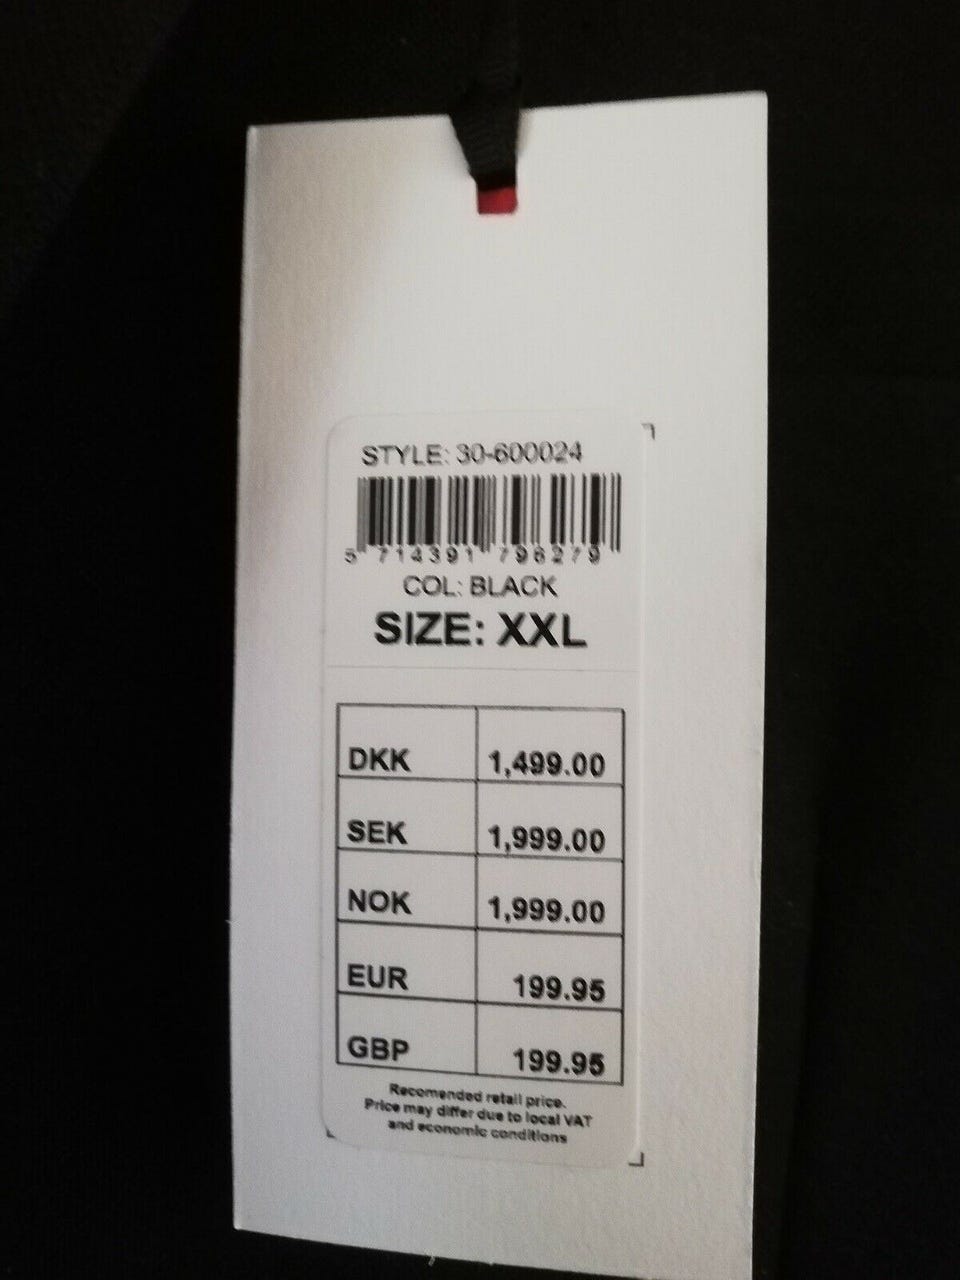 STYLE: 30-600024
5 714391 796279
COL: BLACK
SIZE: XXL
DKK 1,499.00
SEK 1,999.00
NOK 1,999.00
EUR 199.95
GBP 199.95
Recomended retail price.
Price may differ due to local VAT
and economic conditions